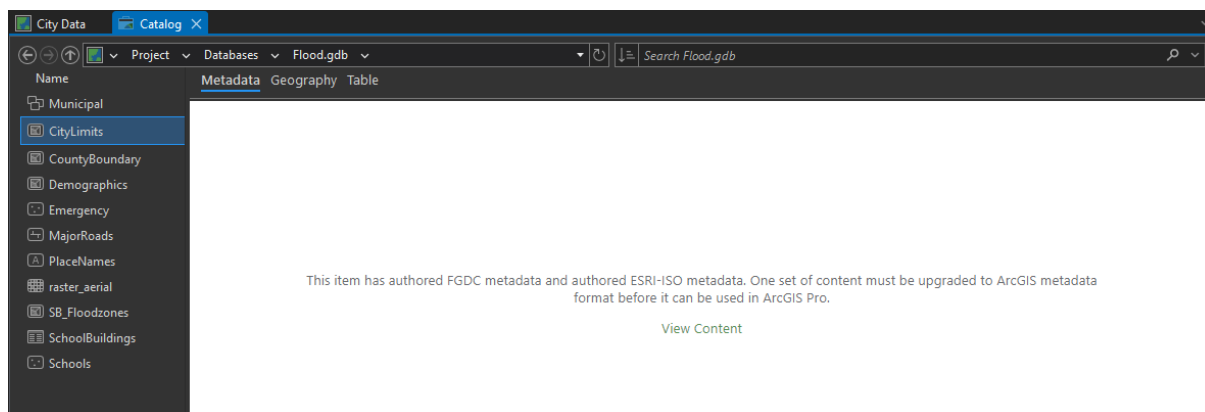 City Data
Catalog
Project
Databases
Flood.gdb
Search Flood.gdb
Name
Metadata Geography Table
Municipal
CityLimits
CountyBoundary
Demographics
Emergency
MajorRoads
A PlaceNames
raster_aerial
SB_Floodzones
SchoolBuildings
Schools
This item has authored FGDC metadata and authored ESRI-ISO metadata. One set of content must be upgraded to ArcGIS metadata
format before it can be used in ArcGIS Pro.
View Content